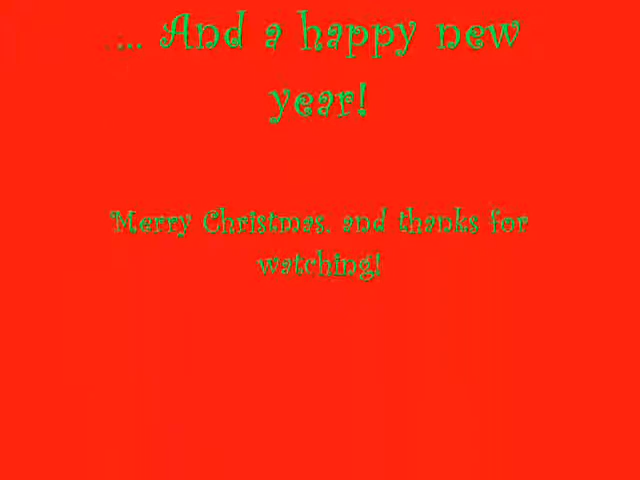 ... And a happy new
year!
Merry Christmas, and thanks for
watching!